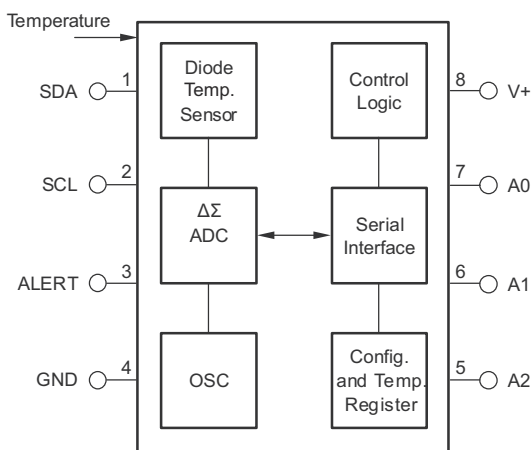 Temperature
1
SDA
2
SCL
3
ALERT
4
GND
Diode
Temp.
Sensor
ΔΣ
ADC
OSC
Control
Logic
Serial
Interface
Config.
and Temp.
Register
8
V+
7
A0
6
A1
5
A2